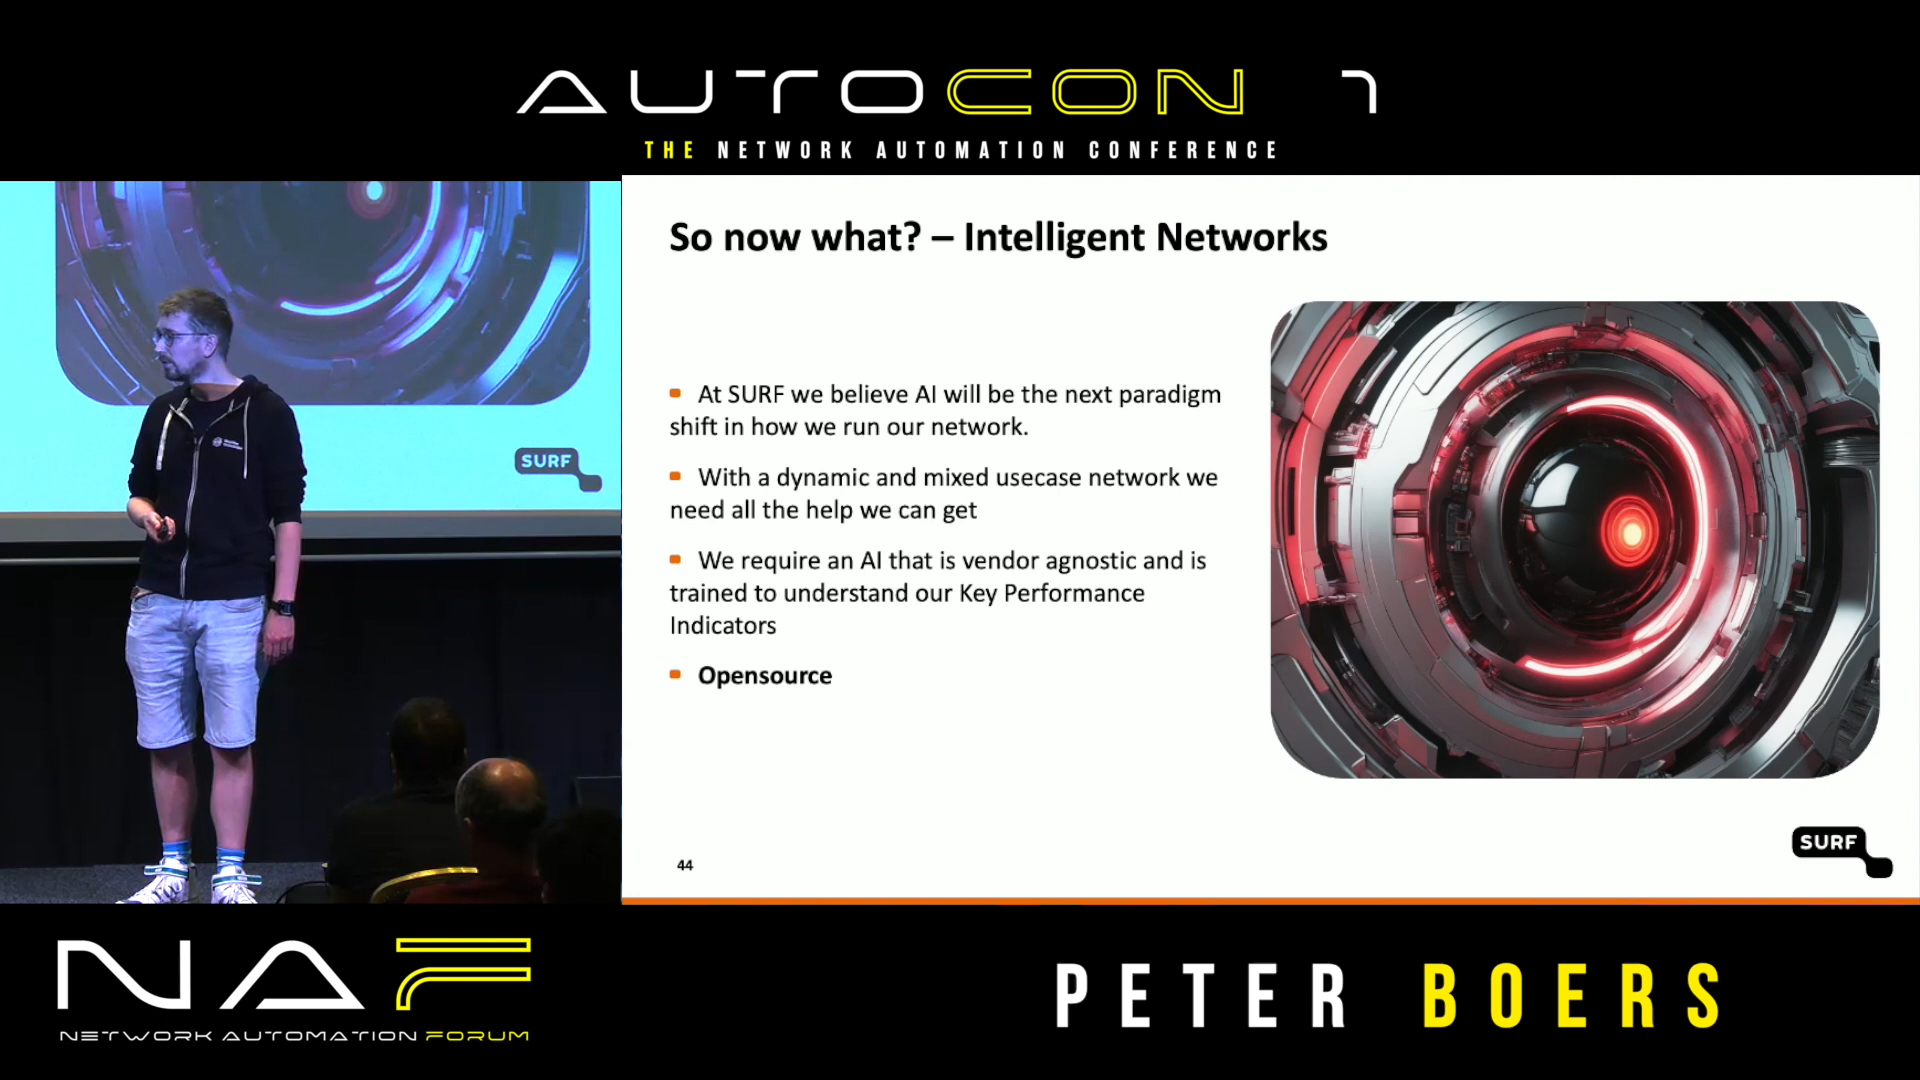 AUTOCON 1
THE NETWORK AUTOMATION CONFERENCE
So now what? – Intelligent Networks
At SURF we believe AI will be the next paradigm
shift in how we run our network.
With a dynamic and mixed usecase network we
need all the help we can get
We require an AI that is vendor agnostic and is
trained to understand our Key Performance
Indicators
Opensource
SURF
44
SURF
NAF
NETWORK AUTOMATION FORUM
PETER BOERS